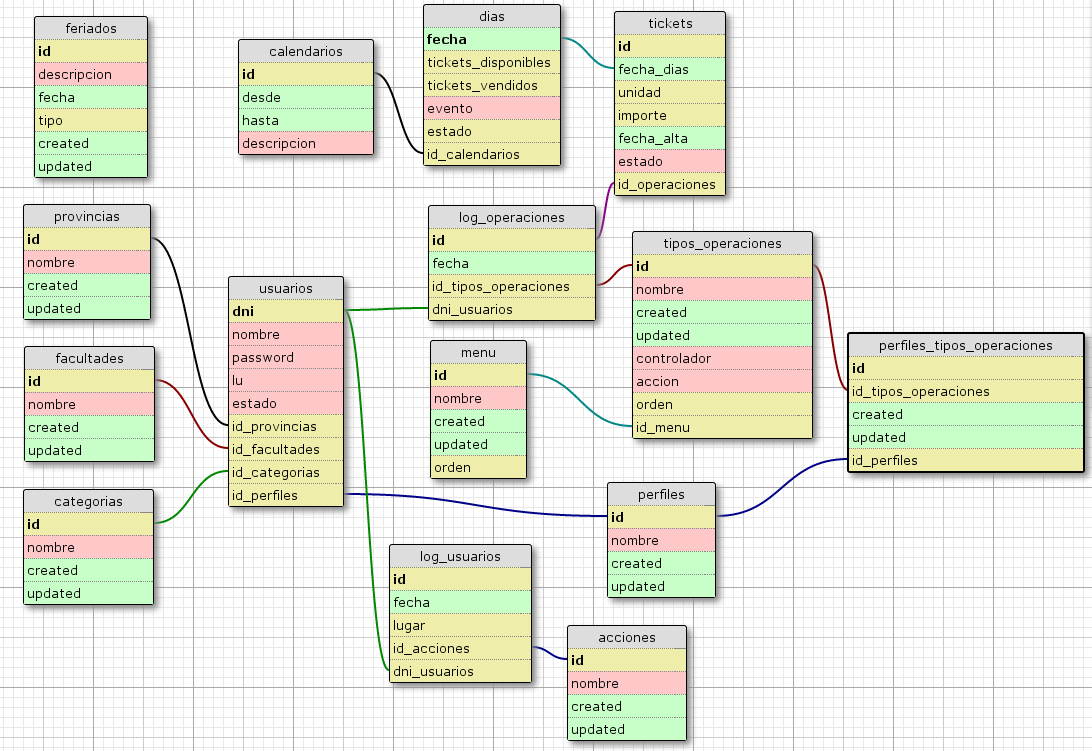 feriados
id
descripcion
fecha
tipo
created
updated
calendarios
id
desde
hasta
descripcion
dias
fecha
tickets_disponibles
tickets_vendidos
evento
estado
id_calendarios
tickets
id
fecha_dias
unidad
importe
fecha_alta
estado
id_operaciones
provincias
id
nombre
created
updated
facultades
id
nombre
created
updated
categorias
id
nombre
created
updated
usuarios
dni
nombre
password
lu
estado
id_provincias
id_facultades
id_categorias
id_perfiles
log_operaciones
id
fecha
id_tipos_operaciones
dni_usuarios
menu
id
nombre
created
updated
orden
tipos_operaciones
id
nombre
created
updated
controlador
accion
orden
id_menu
perfiles_tipos_operaciones
id
id_tipos_operaciones
created
updated
id_perfiles
perfiles
id
nombre
created
updated
log_usuarios
id
fecha
lugar
id_acciones
dni_usuarios
acciones
id
nombre
created
updated